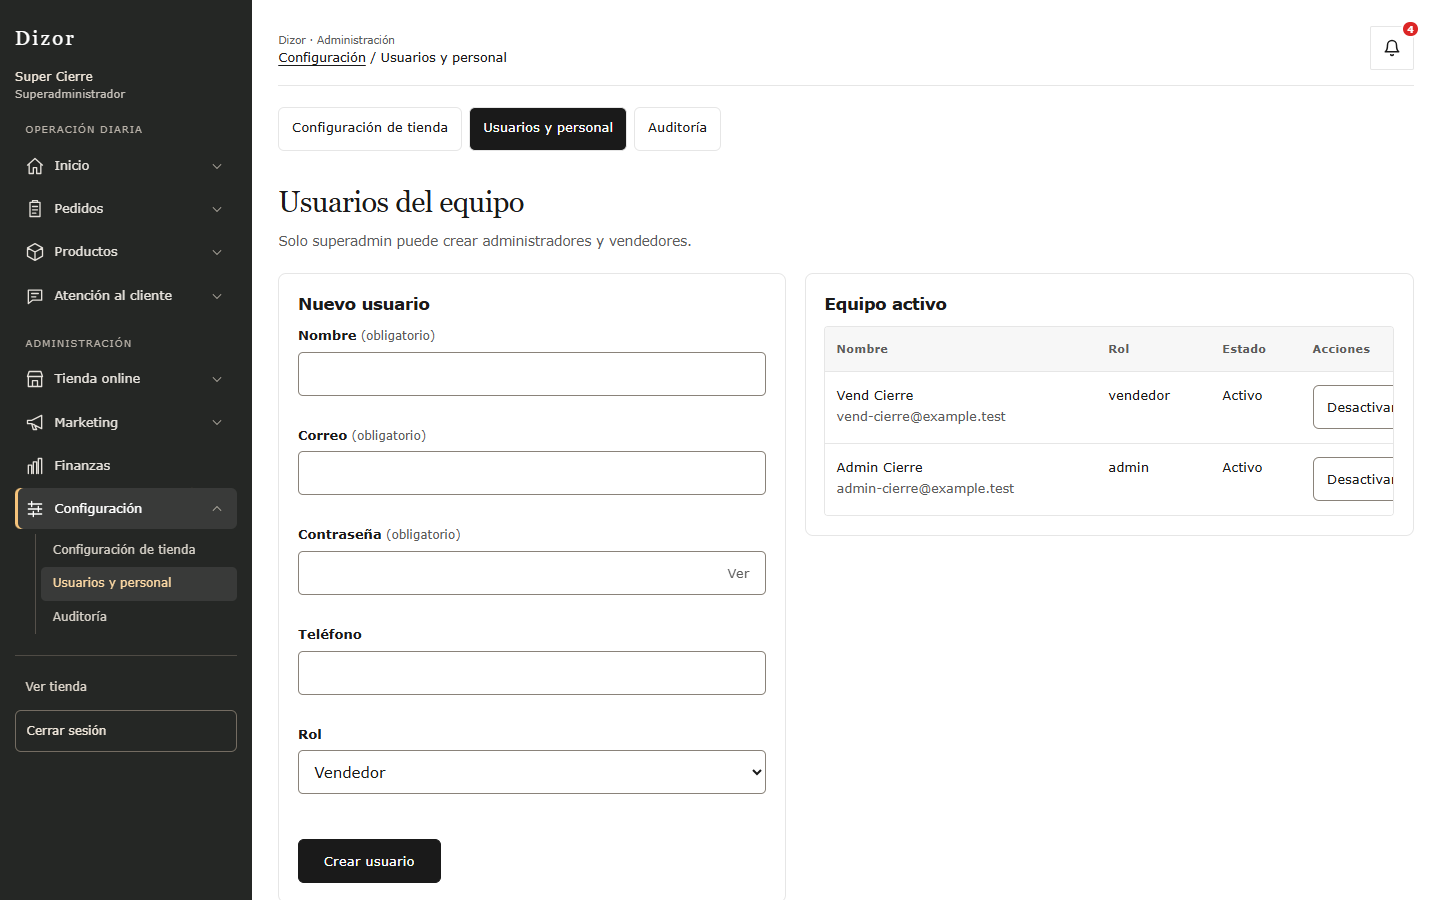 Dizor
Super Cierre
Superadministrador
OPERACIÓN DIARIA
Inicio
Pedidos
Productos
Atención al cliente
ADMINISTRACIÓN
Tienda online
Marketing
Finanzas
Configuración
Configuración de tienda
Usuarios y personal
Auditoría
Ver tienda
Cerrar sesión
Dizor · Administración
Configuración / Usuarios y personal
4
Configuración de tienda
Usuarios y personal
Auditoría
Usuarios del equipo
Solo superadmin puede crear administradores y vendedores.
Nuevo usuario
Nombre (obligatorio)
Correo (obligatorio)
Contraseña (obligatorio)
Ver
Teléfono
Rol
Vendedor
Crear usuario
Equipo activo
Nombre Rol Estado Acciones
Vend Cierre vendedor Activo Desactivar
vend-cierre@example.test
Admin Cierre admin Activo Desactivar
admin-cierre@example.test